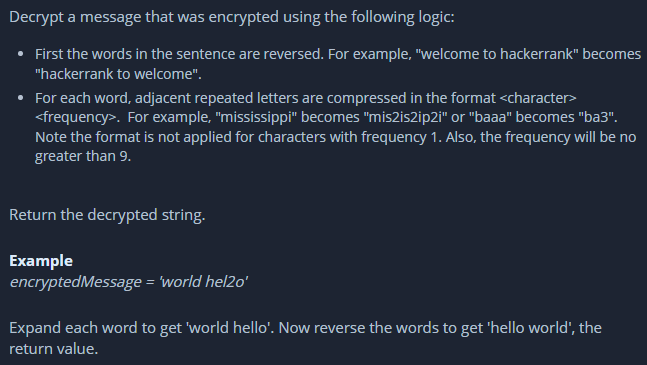 Decrypt a message that was encrypted using the following logic:
• First the words in the sentence are reversed. For example, "welcome to hackerrank" becomes
"hackerrank to welcome".
• For each word, adjacent repeated letters are compressed in the format <character>
<frequency>. For example, "mississippi" becomes "mis2is2ip2i" or "baaa" becomes "ba3".
Note the format is not applied for characters with frequency 1. Also, the frequency will be no
greater than 9.
Return the decrypted string.
Example
encryptedMessage = 'world hel2o'
Expand each word to get 'world hello'. Now reverse the words to get 'hello world', the
return value.